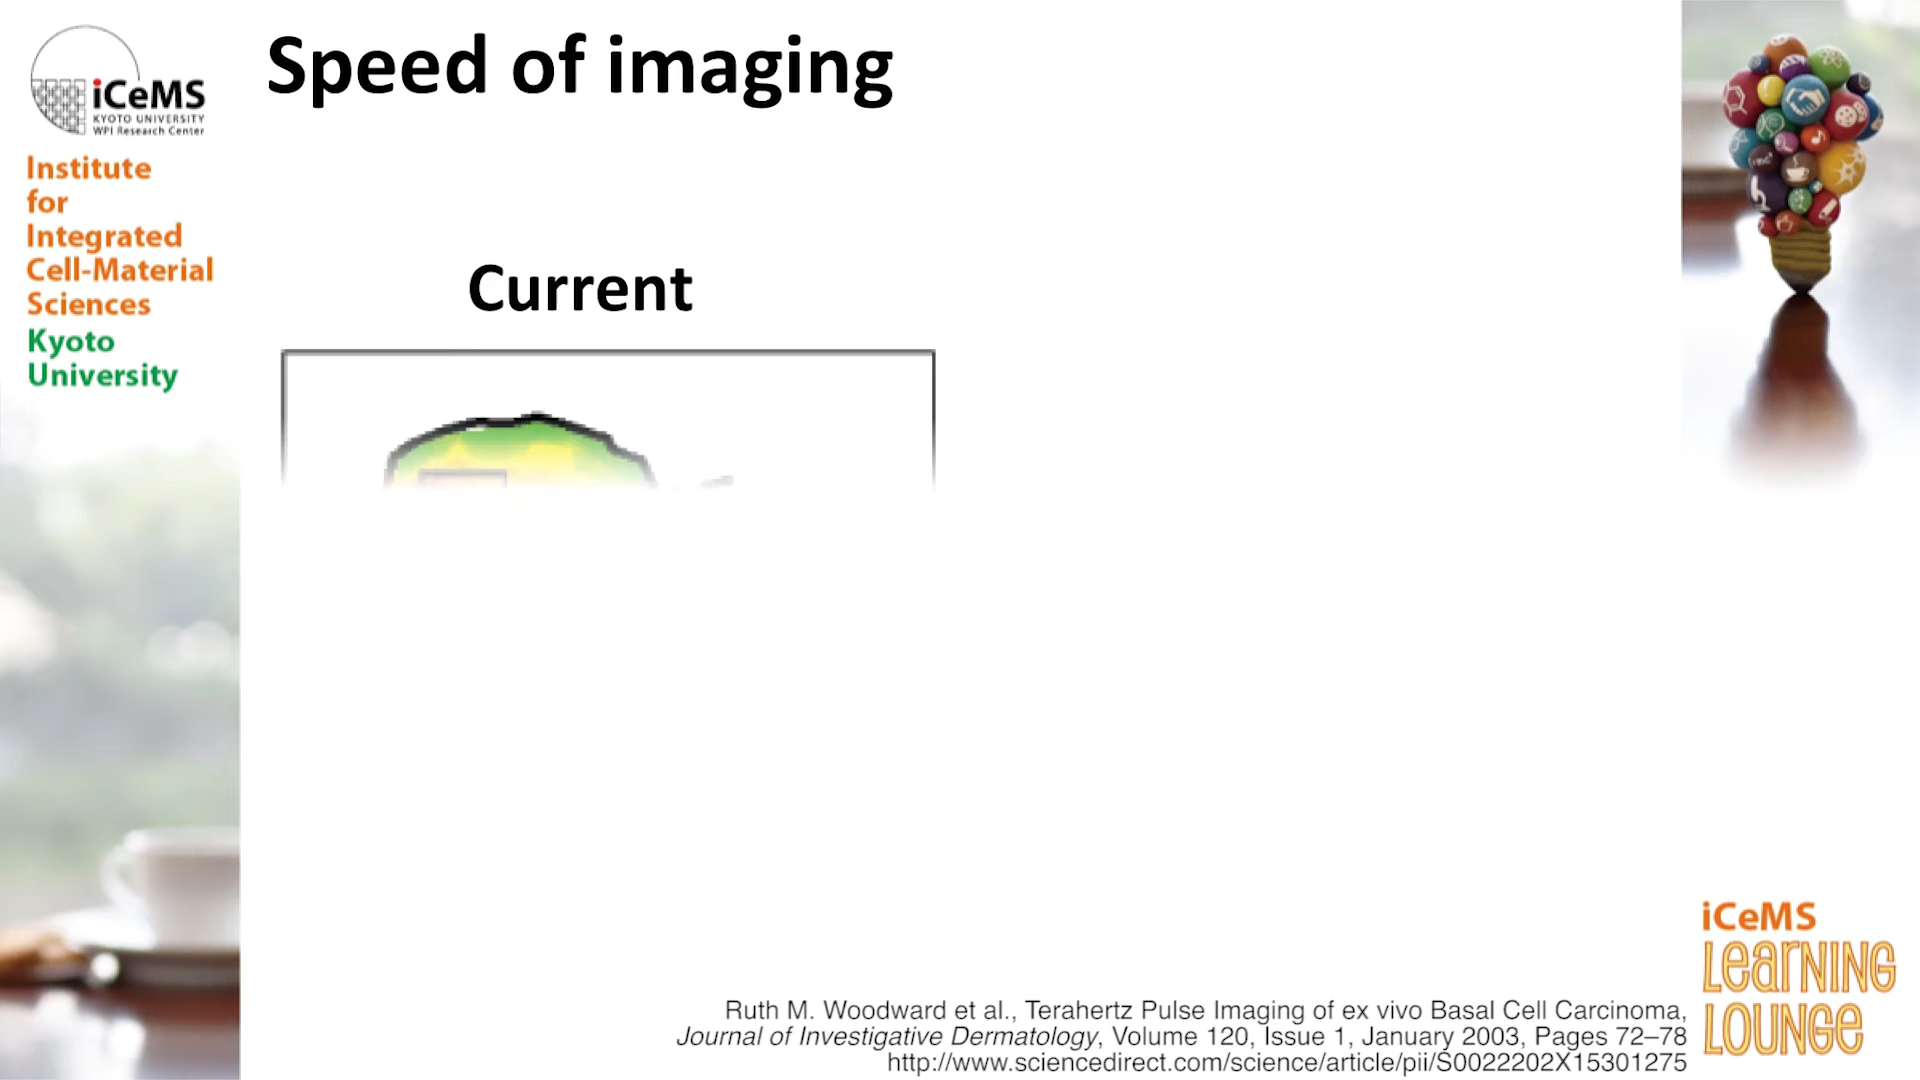 Speed of imaging
iCeMS
KYOTO UNIVERSITY
WPI Research Center
Institute
for
Integrated
Cell-Material
Sciences
Kyoto
University
Current
Ruth M. Woodward et al., Terahertz Pulse Imaging of ex vivo Basal Cell Carcinoma,
Journal of Investigative Dermatology, Volume 120, Issue 1, January 2003, Pages 72–78
http://www.sciencedirect.com/science/article/pii/S0022202X15301275
iCeMS
LeaRNING
LOUNGe